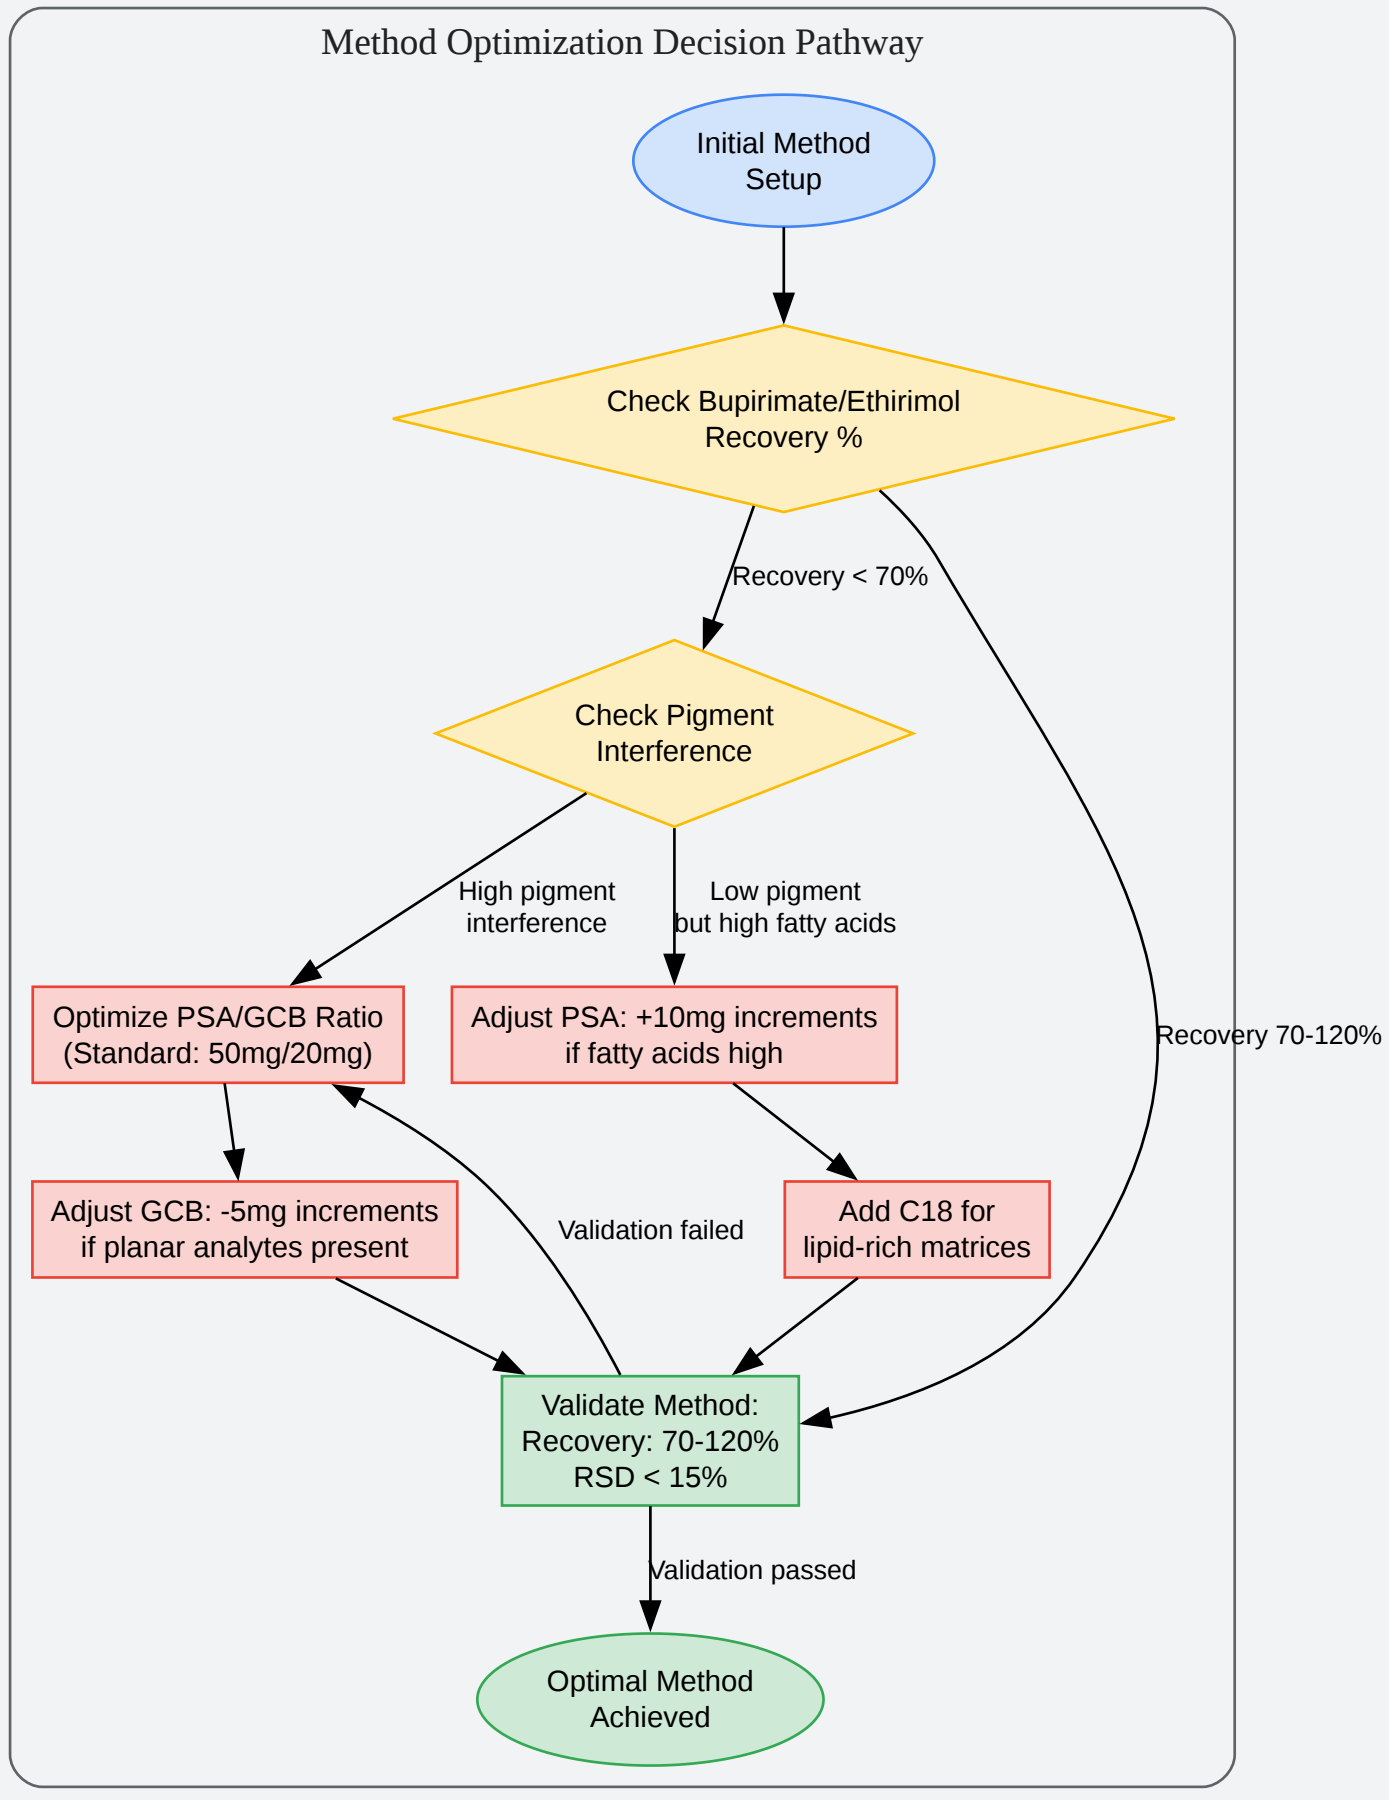 Method Optimization Decision Pathway
Initial Method
Setup
Check Bupirimate/Ethirimol
Recovery %
Recovery < 70%
Check Pigment
Interference
High pigment
interference
Low pigment
but high fatty acids
Optimize PSA/GCB Ratio
(Standard: 50mg/20mg)
Adjust PSA: +10mg increments
if fatty acids high
Recovery 70-120%
Adjust GCB: -5mg increments
if planar analytes present
Validation failed
Add C18 for
lipid-rich matrices
Validate Method:
Recovery: 70-120%
RSD < 15%
Validation passed
Optimal Method
Achieved